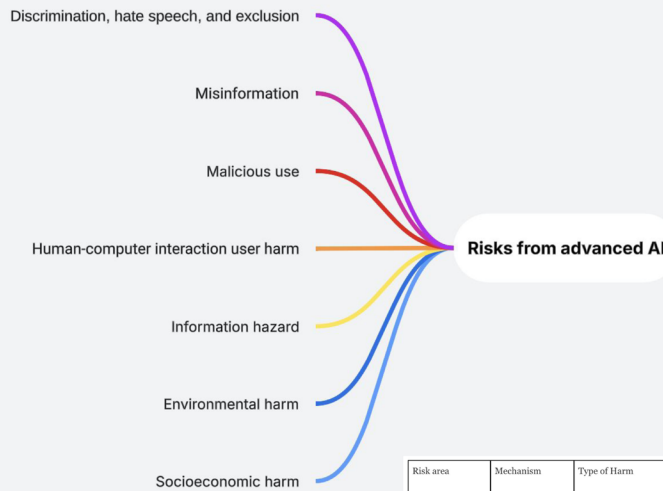 Discrimination, hate speech, and exclusion
Misinformation
Malicious use
Human-computer interaction user harm
Risks from advanced AI
Information hazard
Environmental harm
Socioeconomic harm
Risk area Mechanism Type of Harm